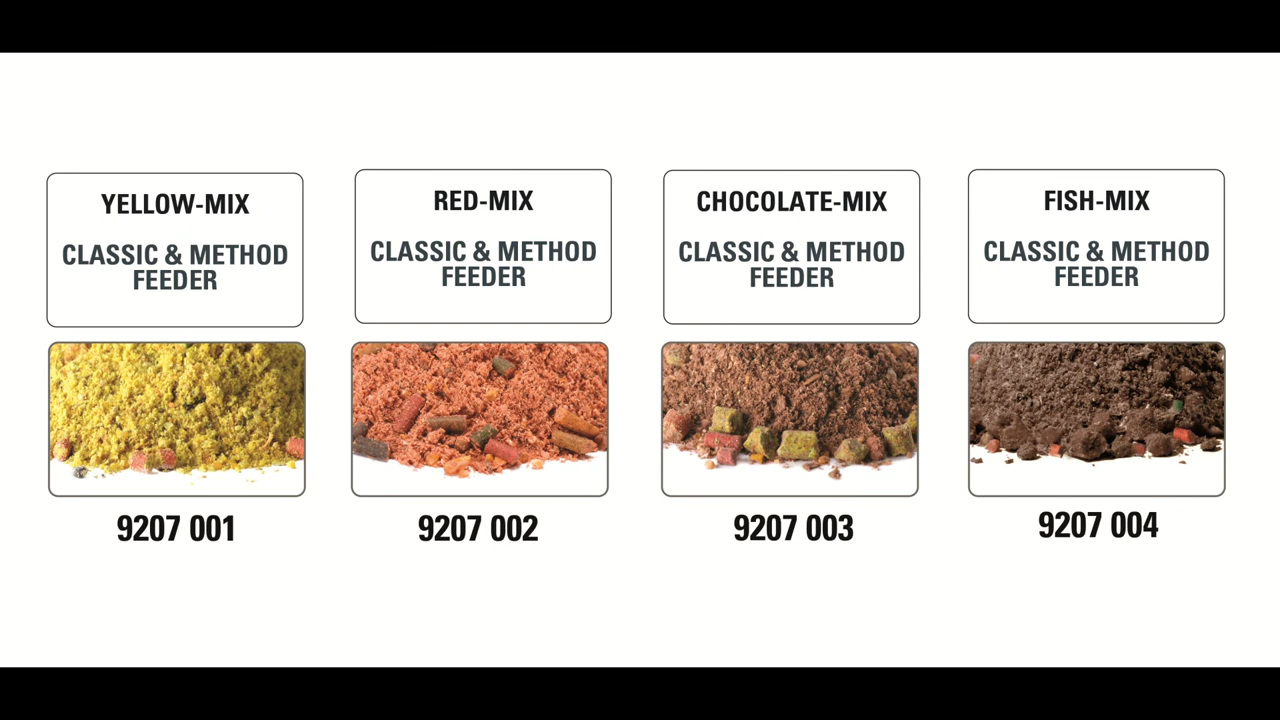 YELLOW-MIX
CLASSIC & METHOD
FEEDER
9207 001
RED-MIX
CLASSIC & METHOD
FEEDER
9207 002
CHOCOLATE-MIX
CLASSIC & METHOD
FEEDER
9207 003
FISH-MIX
CLASSIC & METHOD
FEEDER
9207 004